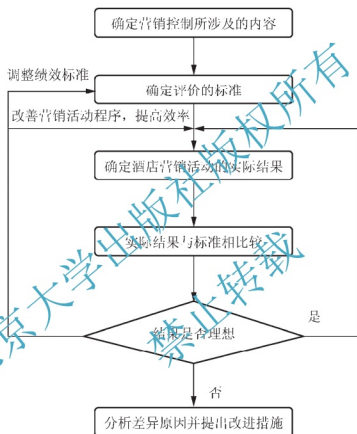 确定营销控制所涉及的内容
调整绩效标准
确定评价的标准
改善营销活动程序，提高效率
确定酒店营销活动的实际结果
实际结果与标准相比较
结果是否理想
是
否
分析差异原因并提出改进措施
京大学出版社版权所有
禁止转载